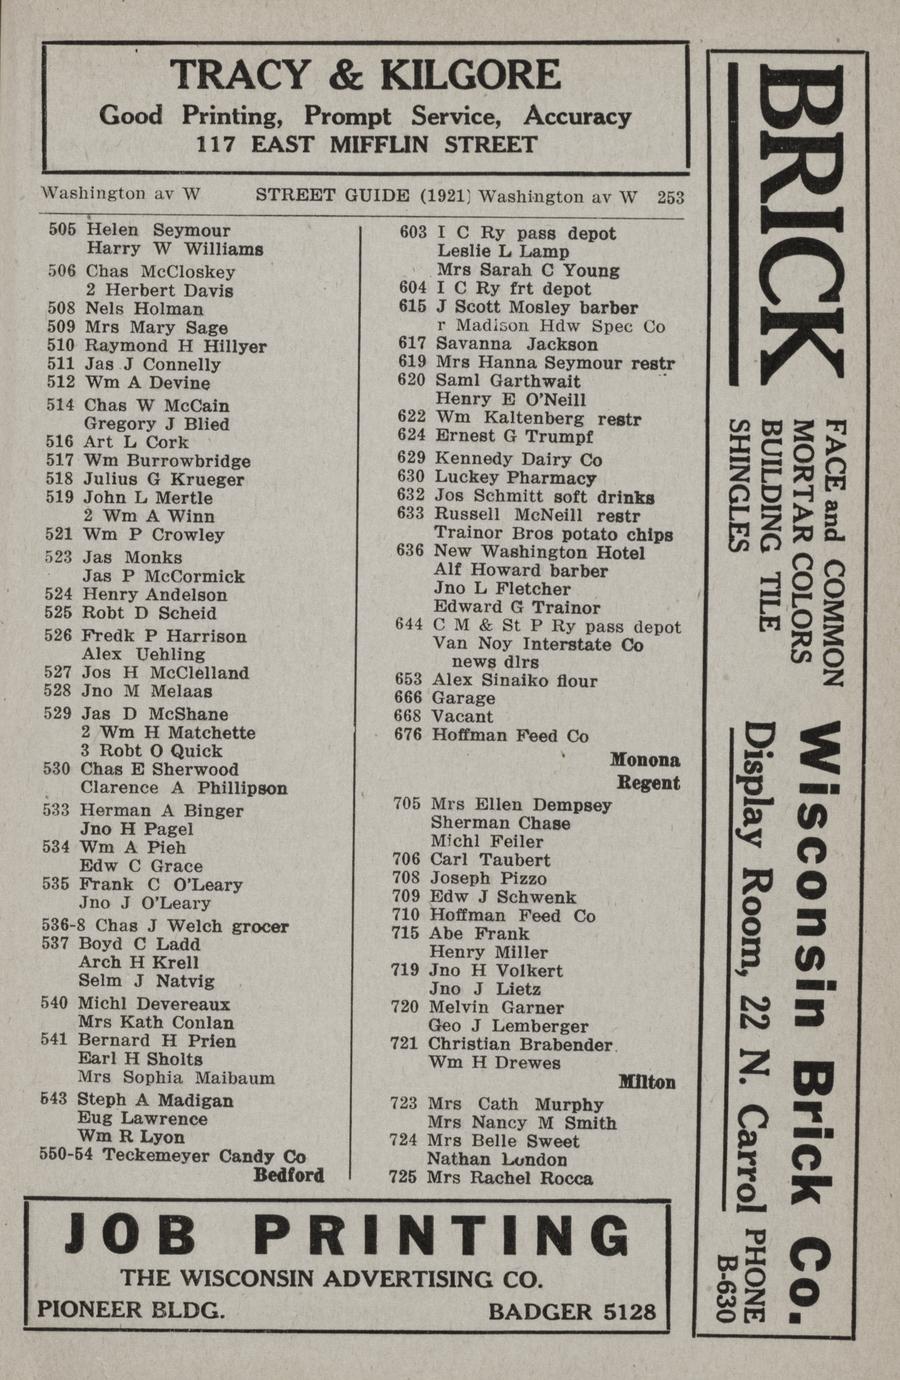 TRACY & KILGORE
Good Printing, Prompt Service, Accuracy
117 EAST MIFFLIN STREET
Washington av W STREET GUIDE (1921) Washington av W 253
505 Helen Seymour
Harry W Williams
506 Chas McCloskey
2 Herbert Davis
508 Nels Holman
509 Mrs Mary Sage
510 Raymond H Hillyer
511 Jas J Connelly
512 Wm A Devine
514 Chas W McCain
Gregory J Blied
516 Art L Cork
517 Wm Burrowbridge
518 Julius G Krueger
519 John L Mertle
2 Wm A Winn
521 Wm P Crowley
523 Jas Monks
Jas P McCormick
524 Henry Andelson
525 Robt D Scheid
526 Fredk P Harrison
Alex Uehling
527 Jos H McClelland
528 Jno M Melaas
529 Jas D McShane
2 Wm H Matchette
3 Robt O Quick
530 Chas E Sherwood
Clarence A Phillipson
533 Herman A Binger
Jno H Pagel
534 Wm A Pieh
Edw C Grace
535 Frank C O'Leary
Jno J O'Leary
536-8 Chas J Welch grocer
537 Boyd C Ladd
Arch H Krell
Selm J Natvig
540 Michl Devereaux
Mrs Kath Conlan
541 Bernard H Prien
Earl H Sholts
Mrs Sophia Maibaum
543 Steph A Madigan
Eug Lawrence
Wm R Lyon
550-54 Teckemeyer Candy Co
Bedford
603 I C Ry pass depot
Leslie L Lamp
Mrs Sarah C Young
604 I C Ry frt depot
615 J Scott Mosley barber
r Madison Hdw Spec Co
617 Savanna Jackson
619 Mrs Hanna Seymour restr
620 Saml Garthwait
Henry E O'Neill
622 Wm Kaltenberg restr
624 Ernest G Trumpf
629 Kennedy Dairy Co
630 Luckey Pharmacy
632 Jos Schmitt soft drinks
633 Russell McNeill restr
Trainor Bros potato chips
636 New Washington Hotel
Alf Howard barber
Jno L Fletcher
Edward G Trainor
644 C M & St P Ry pass depot
Van Noy Interstate Co
news dlrs
653 Alex Sinaiko flour
666 Garage
668 Vacant
676 Hoffman Feed Co
Monona
Regent
705 Mrs Ellen Dempsey
Sherman Chase
Michl Feiler
706 Carl Taubert
708 Joseph Pizzo
709 Edw J Schwenk
710 Hoffman Feed Co
715 Abe Frank
Henry Miller
719 Jno H Volkert
Jno J Lietz
720 Melvin Garner
Geo J Lemberger
721 Christian Brabender
Wm H Drewes
Milton
723 Mrs Cath Murphy
Mrs Nancy M Smith
724 Mrs Belle Sweet
Nathan London
725 Mrs Rachel Rocca
JOB PRINTING
THE WISCONSIN ADVERTISING CO.
PIONEER BLDG. BADGER 5128
BRICK
FACE and COMMON
MORTAR COLORS
BUILDING TILE
SHINGLES
Wisconsin Brick Co.
Display Room, 22 N. Carrol
PHONE
B-630